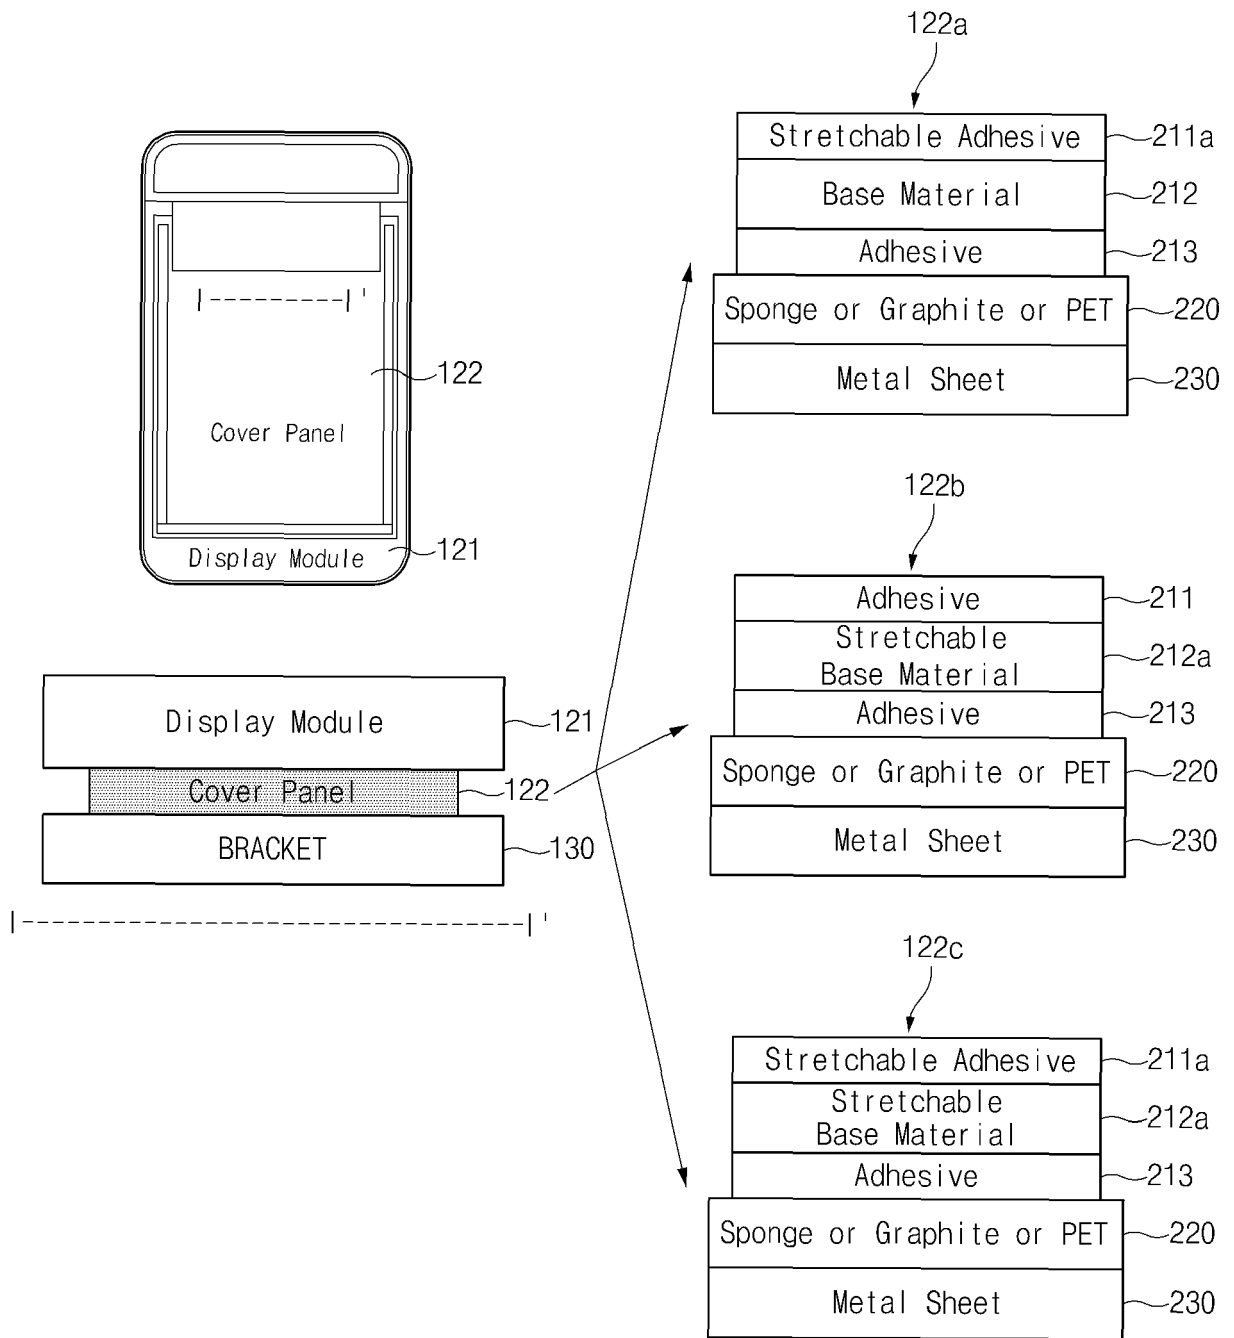 122a
Stretchable Adhesive
211a
Base Material
212
Adhesive
213
Sponge or Graphite or PET
220
Metal Sheet
230
I
I'
122
Cover Panel
Display Module
121
122b
Adhesive
211
Stretchable
Base Material
212a
Adhesive
213
Sponge or Graphite or PET
220
Metal Sheet
230
Display Module
121
Cover Panel
122
BRACKET
130
I
I'
122c
Stretchable Adhesive
211a
Stretchable
Base Material
212a
Adhesive
213
Sponge or Graphite or PET
220
Metal Sheet
230